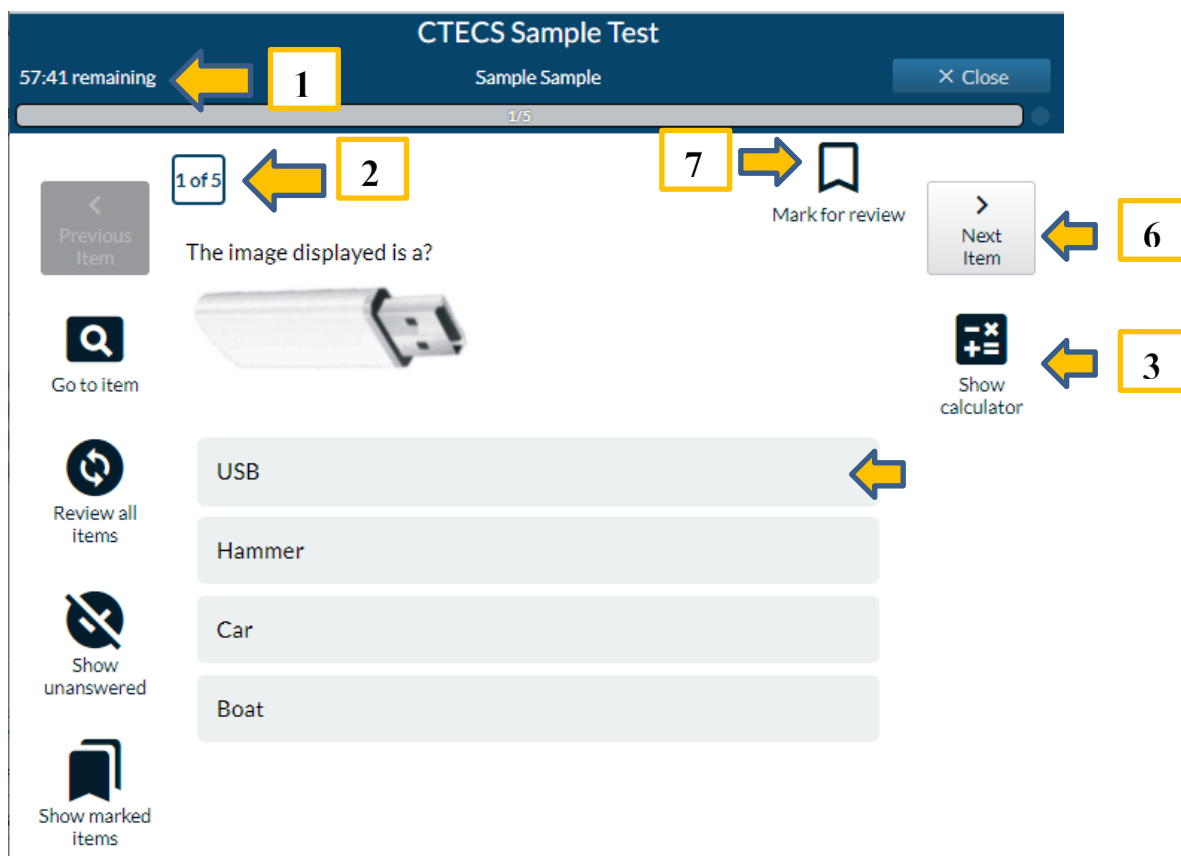 CTECS Sample Test
57:41 remaining
1
Sample Sample
× Close
1/5
1 of 5
2
7
Mark for review
Previous
Item
Next
Item
6
The image displayed is a?
Go to item
Show
calculator
3
USB
Review all
items
Hammer
Car
Show
unanswered
Boat
Show marked
items